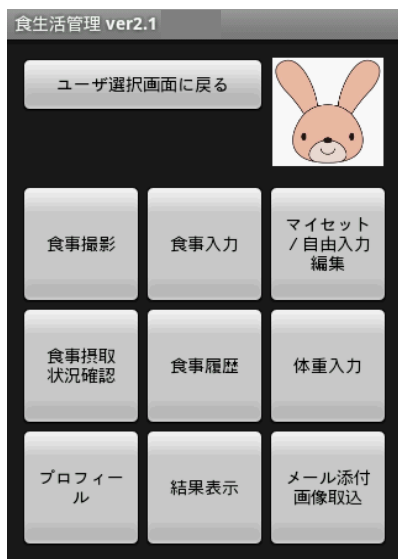 食生活管理 ver2.1
ユーザ選択画面に戻る
食事撮影
食事入力
マイセット
/自由入力
編集
食事摂取
状況確認
食事履歴
体重入力
プロフィー
ル
結果表示
メール添付
画像取込